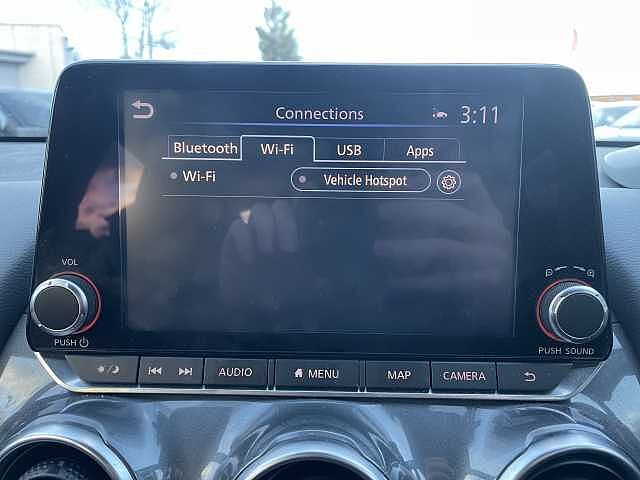 Connections 3:11
Bluetooth Wi-Fi USB Apps
Wi-Fi Vehicle Hotspot
VOL
PUSH
PUSH SOUND
AUDIO MENU MAP CAMERA